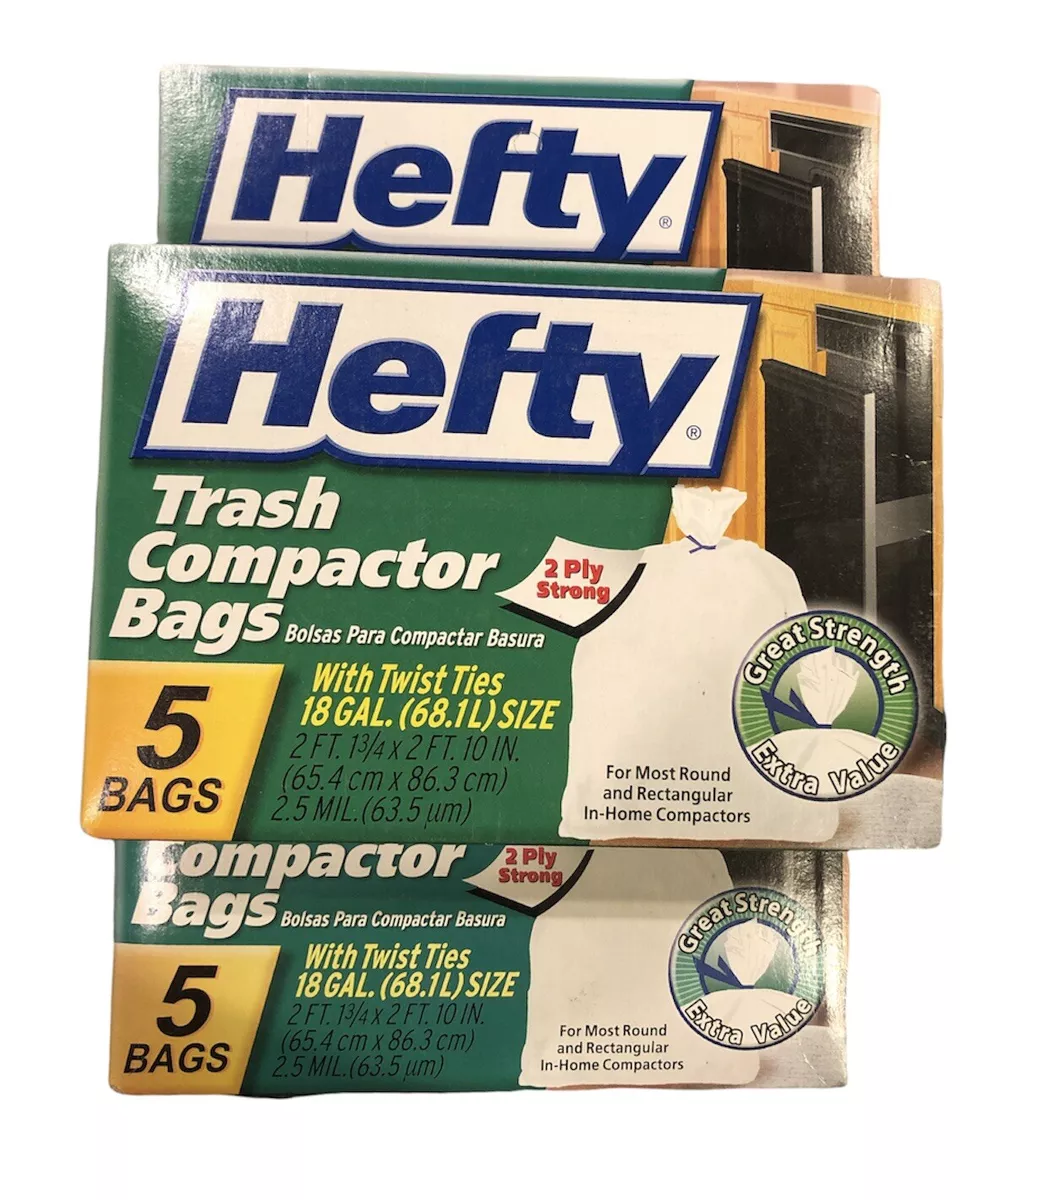 Hefty®
Hefty®
Trash
Compactor
Bags
Bolsas Para Compactar Basura
2 Ply
Strong
With Twist Ties
18 GAL. (68.1L) SIZE
2 FT. 1 3/4 x 2 FT. 10 IN.
(65.4 cm x 86.3 cm)
2.5 MIL. (63.5 µm)
5
BAGS
For Most Round
and Rectangular
In-Home Compactors
Great Strength
Extra Value
Compactor
Bags
Bolsas Para Compactar Basura
2 Ply
Strong
With Twist Ties
18 GAL. (68.1L) SIZE
2 FT. 1 3/4 x 2 FT. 10 IN.
(65.4 cm x 86.3 cm)
2.5 MIL. (63.5 µm)
5
BAGS
For Most Round
and Rectangular
In-Home Compactors
Great Strength
Extra Value